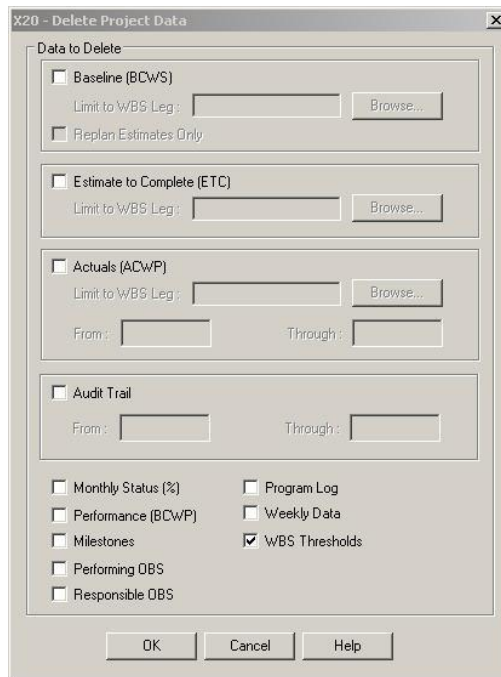 X20 - Delete Project Data
Data to Delete
Baseline (BCWS)
Limit to WBS Leg : Browse...
Replan Estimates Only
Estimate to Complete (ETC)
Limit to WBS Leg : Browse...
Actuals (ACWP)
Limit to WBS Leg : Browse...
From : Through :
Audit Trail
From : Through :
Monthly Status (%) Program Log
Performance (BCWP) Weekly Data
Milestones WBS Thresholds
Performing OBS
Responsible OBS
OK Cancel Help